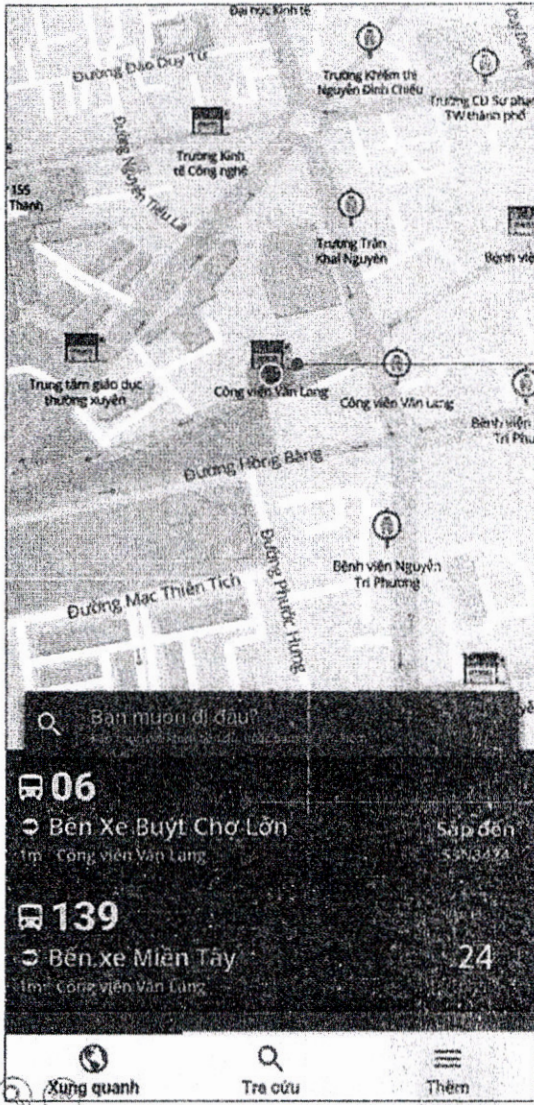 Đại học Kinh tế
Đường Đào Duy Từ
Trường Khiếm thị
Nguyễn Đình Chiểu
Trường CĐ Sư phạm
TW thành phố
Đường Nguyễn Tiểu La
Trường Kinh
tế Công nghệ
155
Thanh
Trường Trần
Khai Nguyên
Bệnh việ
Trung tâm giáo dục
thường xuyên
Công viên Văn Lang
Công viên Văn Lang
Bệnh viện
Tri Phư
Đường Hồng Bàng
Bệnh viện Nguyễn
Tri Phương
Đường Mạc Thiên Tích
Đường Phước Hưng
Bạn muốn đi đâu?
06
Bến Xe Buýt Chợ Lớn
Sắp đến
1m Công viên Văn Lang
139
Bến xe Miền Tây
24
1m Công viên Văn Lang
Xung quanh
Tra cứu
Thêm